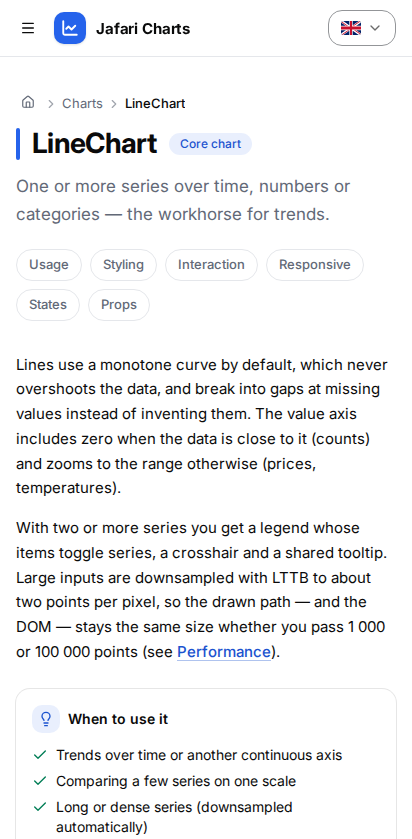 Jafari Charts
Charts
LineChart
LineChart
Core chart
One or more series over time, numbers or
categories — the workhorse for trends.
Usage
Styling
Interaction
Responsive
States
Props
Lines use a monotone curve by default, which never
overshoots the data, and break into gaps at missing
values instead of inventing them. The value axis
includes zero when the data is close to it (counts)
and zooms to the range otherwise (prices,
temperatures).
With two or more series you get a legend whose
items toggle series, a crosshair and a shared tooltip.
Large inputs are downsampled with LTTB to about
two points per pixel, so the drawn path — and the
DOM — stays the same size whether you pass 1 000
or 100 000 points (see Performance).
When to use it
Trends over time or another continuous axis
Comparing a few series on one scale
Long or dense series (downsampled
automatically)